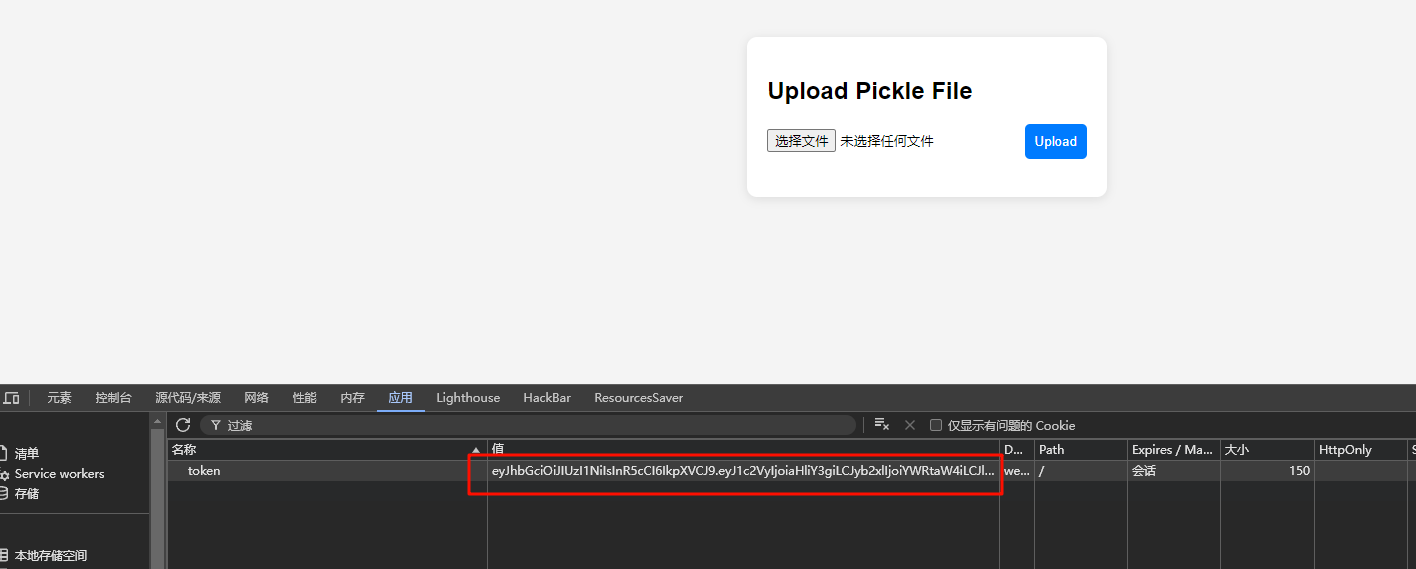 Upload Pickle File
选择文件 未选择任何文件 Upload
元素 控制台 源代码/来源 网络 性能 内存 应用 Lighthouse HackBar ResourcesSaver
过滤 仅显示有问题的 Cookie
清单
Service workers
存储
本地存储空间
名称 值 D... Path Expires / Ma... 大小 HttpOnly S
token we... / 会话 150